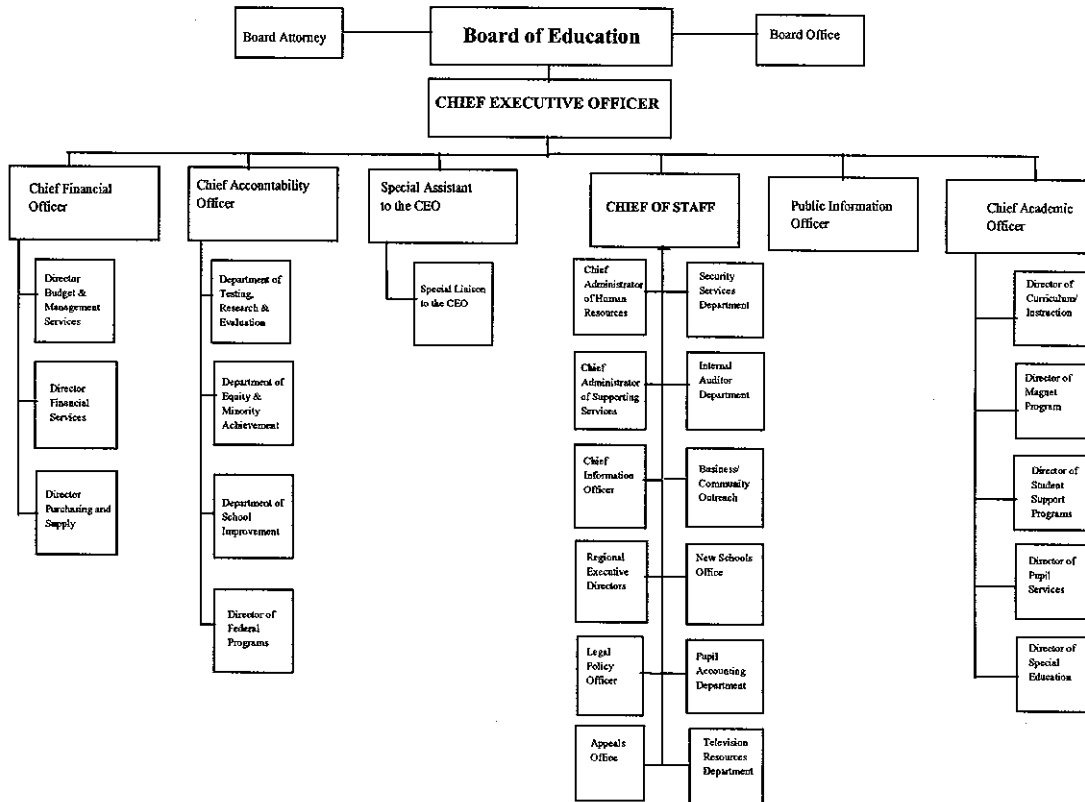 Board Attorney
Board of Education
Board Office
CHIEF EXECUTIVE OFFICER
Chief Financial
Officer
Chief Accountability
Officer
Special Assistant
to the CEO
CHIEF OF STAFF
Public Information
Officer
Chief Academic
Officer
Director
Budget &
Management
Services
Director
Financial
Services
Director
Purchasing and
Supply
Department of
Testing,
Research &
Evaluation
Department of
Equity &
Minority
Achievement
Department of
School
Improvement
Director of
Federal
Programs
Special Liaison
to the CEO
Chief
Administrator
of Human
Resources
Security
Services
Department
Chief
Administrator
of Supporting
Services
Internal
Auditor
Department
Chief
Information
Officer
Business/
Community
Outreach
Regional
Executive
Directors
New Schools
Office
Legal
Policy
Officer
Pupil
Accounting
Department
Appeals
Office
Television
Resources
Department
Director of
Curriculum/
Instruction
Director of
Magnet
Program
Director of
Student
Support
Programs
Director of
Pupil
Services
Director of
Special
Education